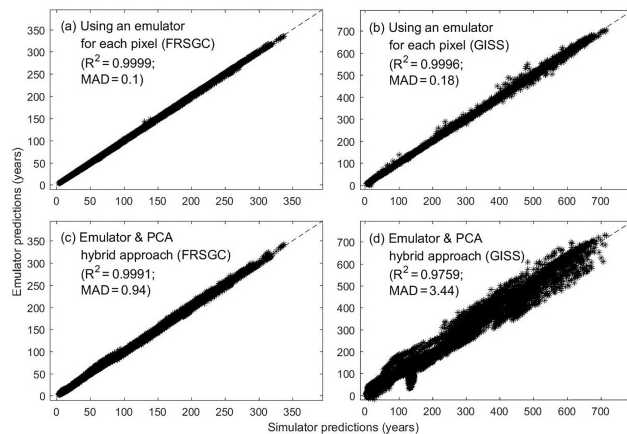 (a) Using an emulator
for each pixel (FRSGC)
(R² = 0.9999;
MAD = 0.1)
350
300
250
200
150
100
50
0
0 50 100 150 200 250 300 350
(b) Using an emulator
for each pixel (GISS)
(R² = 0.9996;
MAD = 0.18)
700
600
500
400
300
200
100
0
0 100 200 300 400 500 600 700
(c) Emulator & PCA
hybrid approach (FRSGC)
(R² = 0.9991;
MAD = 0.94)
350
300
250
200
150
100
50
0
0 50 100 150 200 250 300 350
(d) Emulator & PCA
hybrid approach (GISS)
(R² = 0.9759;
MAD = 3.44)
700
600
500
400
300
200
100
0
0 100 200 300 400 500 600 700
Emulator predictions (years)
Simulator predictions (years)